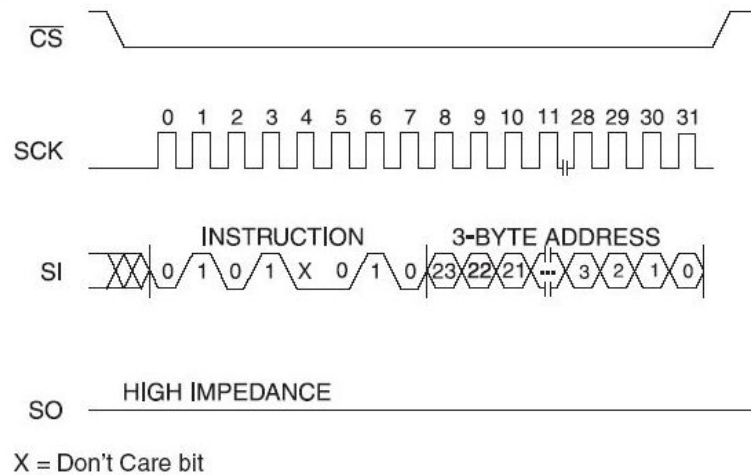 CS
0 1 2 3 4 5 6 7 8 9 10 11 28 29 30 31
SCK
INSTRUCTION 3-BYTE ADDRESS
SI 0 1 0 1 X 0 1 0 23 22 21 ... 3 2 1 0
HIGH IMPEDANCE
SO
X = Don't Care bit